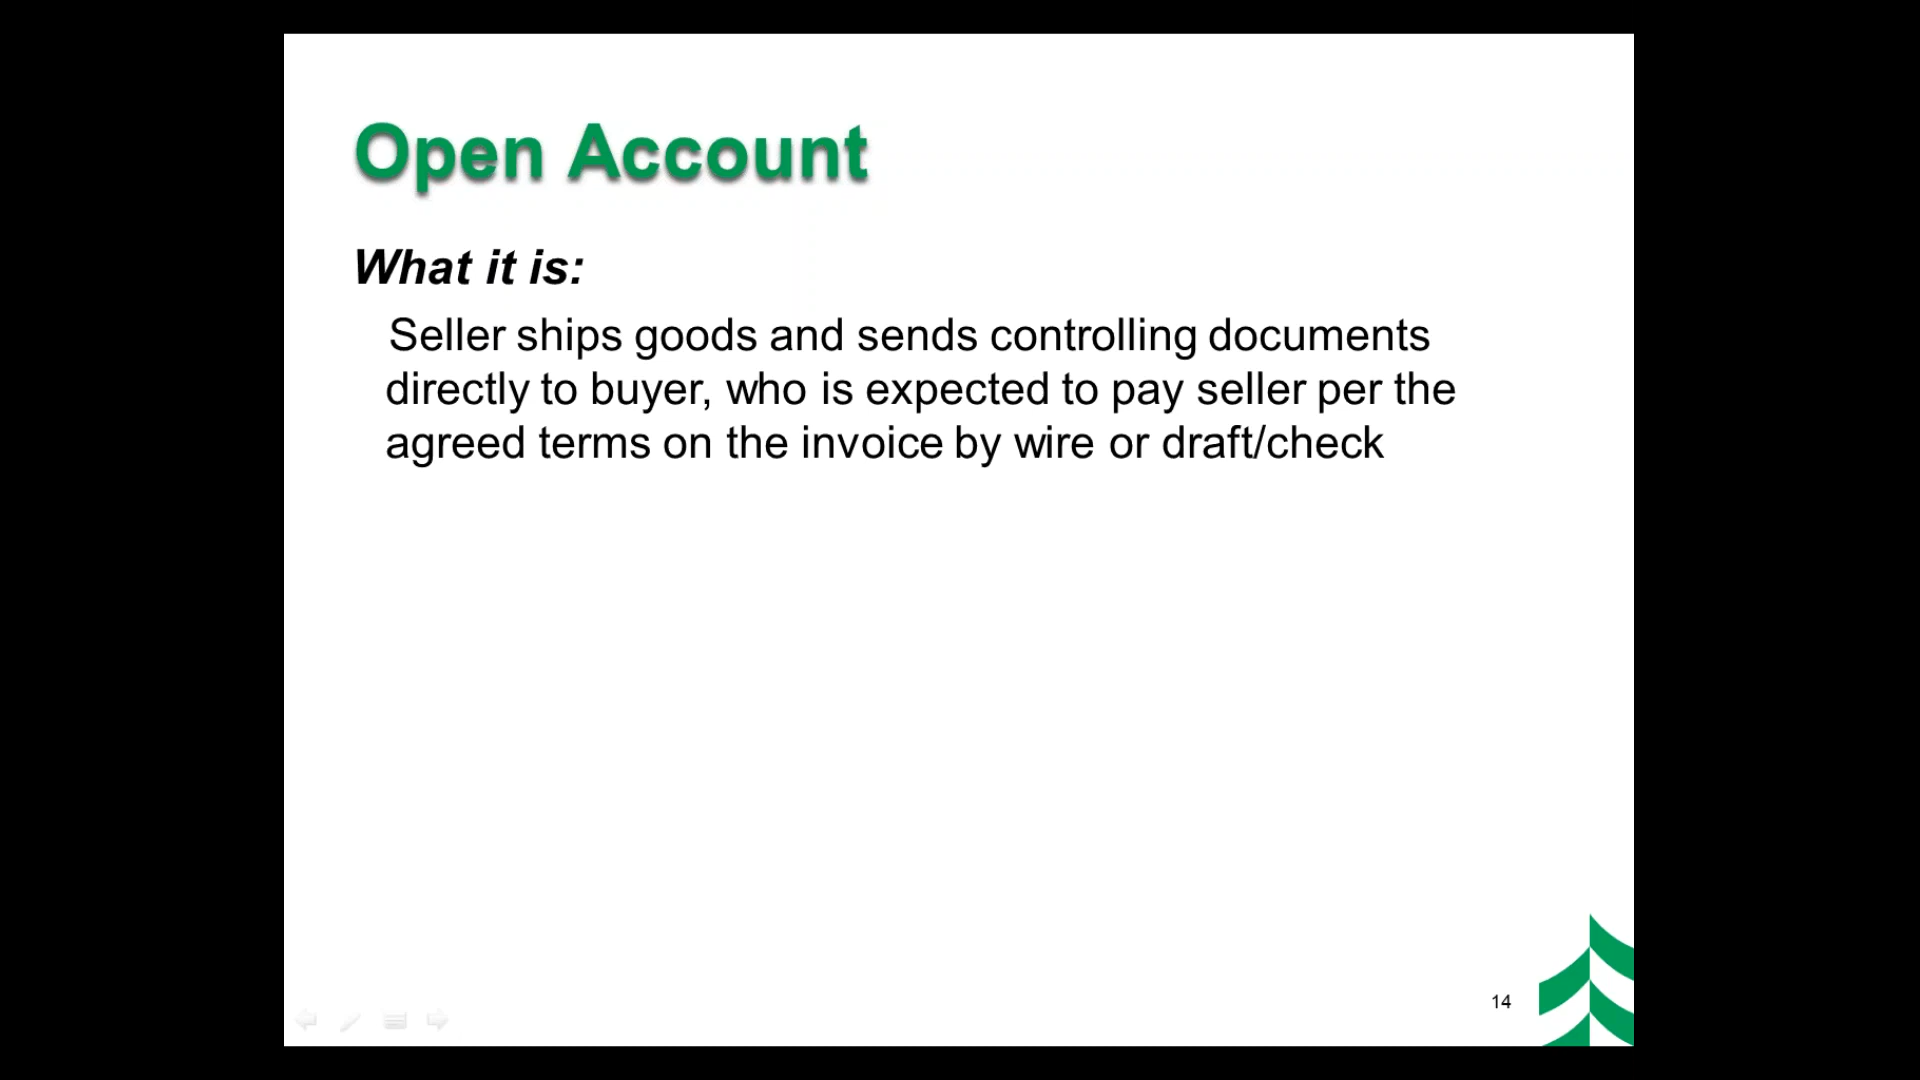 Open Account
What it is:
Seller ships goods and sends controlling documents
directly to buyer, who is expected to pay seller per the
agreed terms on the invoice by wire or draft/check
14